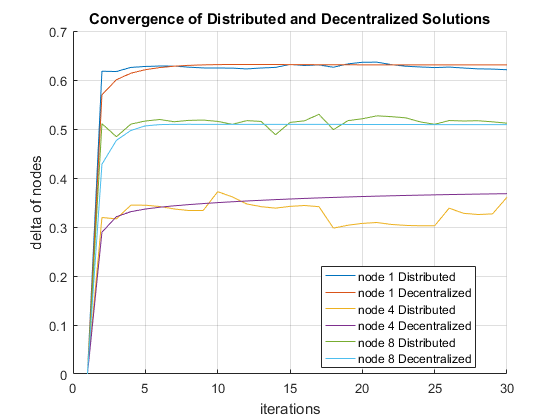 Convergence of Distributed and Decentralized Solutions
0.7
0.6
0.5
0.4
0.3
0.2
0.1
0
delta of nodes
node 1 Distributed
node 1 Decentralized
node 4 Distributed
node 4 Decentralized
node 8 Distributed
node 8 Decentralized
0 5 10 15 20 25 30
iterations